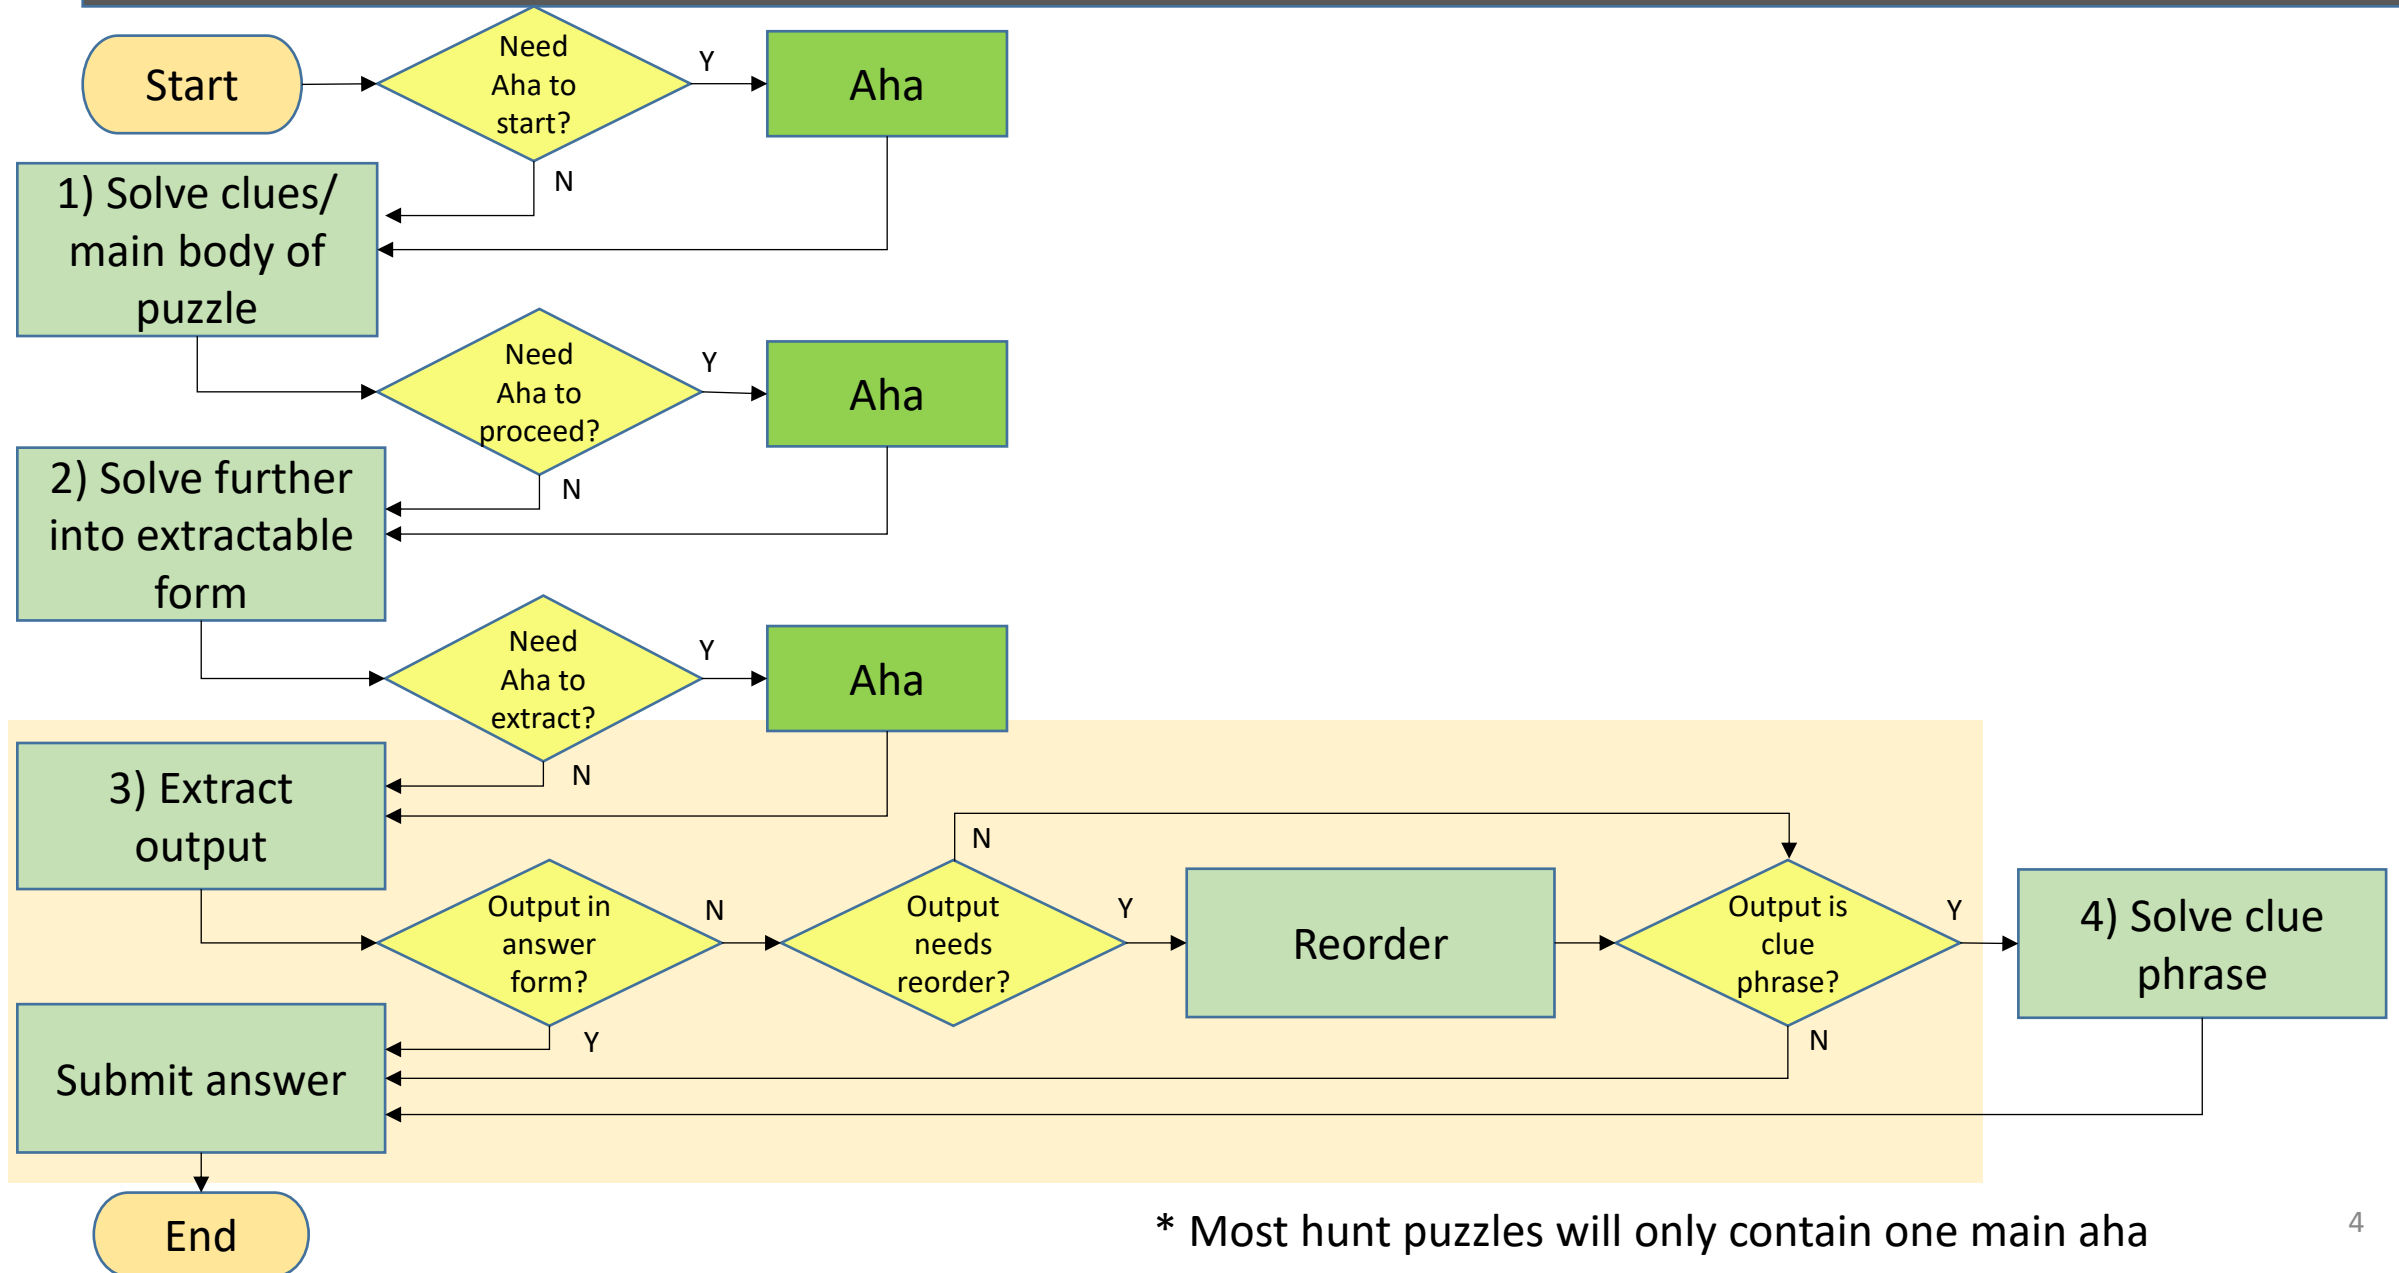 Start
Need
Aha to
start?
Y
Aha
N
1) Solve clues/
main body of
puzzle
Need
Aha to
proceed?
Y
Aha
N
2) Solve further
into extractable
form
Need
Aha to
extract?
Y
Aha
N
3) Extract
output
Output in
answer
form?
N
Y
Output
needs
reorder?
N
Y
Reorder
Output is
clue
phrase?
Y
N
4) Solve clue
phrase
Submit answer
End
* Most hunt puzzles will only contain one main aha
4